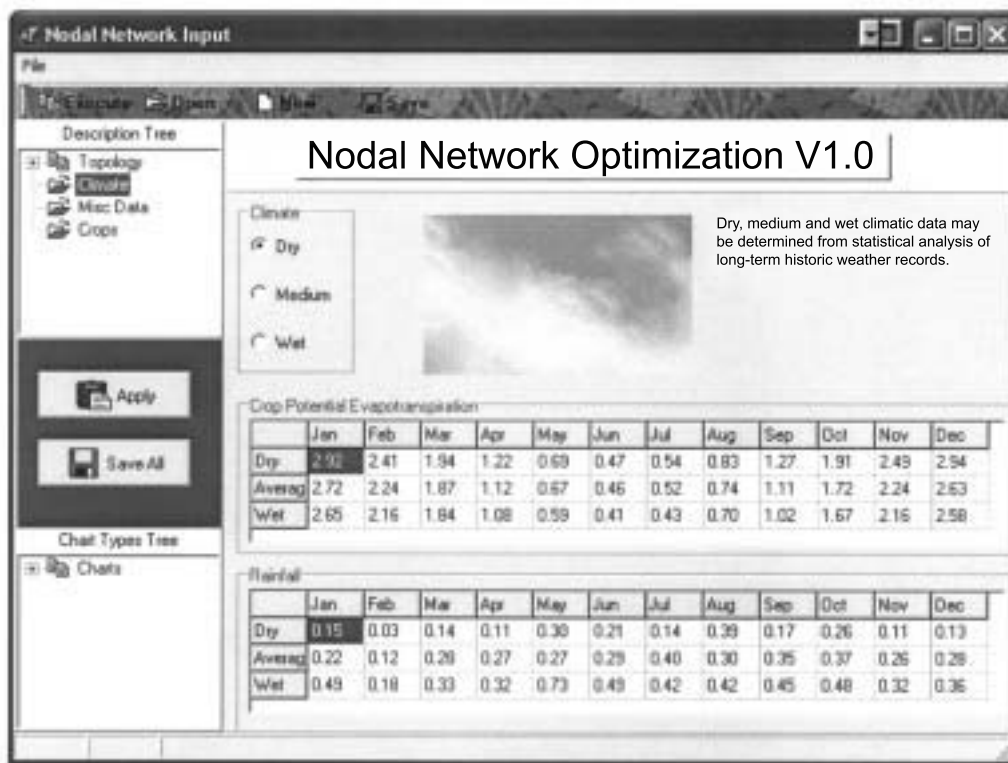 Nodal Network Input
File
Execute Open New Save
Description Tree
Topology
Climate
Misc Data
Crops
Apply
Save All
Chart Types Tree
Charts
Nodal Network Optimization V1.0
Climate
Dry
Medium
Wet
Dry, medium and wet climatic data may
be determined from statistical analysis of
long-term historic weather records.
Crop Potential Evapotranspiration
Jan Feb Mar Apr May Jun Jul Aug Sep Oct Nov Dec
Dry 2.92 2.41 1.94 1.22 0.69 0.47 0.54 0.83 1.27 1.91 2.49 2.94
Averag 2.72 2.24 1.87 1.12 0.67 0.46 0.52 0.74 1.11 1.72 2.24 2.63
Wet 2.65 2.16 1.84 1.08 0.59 0.41 0.43 0.70 1.02 1.67 2.16 2.58
Rainfall
Jan Feb Mar Apr May Jun Jul Aug Sep Oct Nov Dec
Dry 0.15 0.03 0.14 0.11 0.30 0.21 0.14 0.39 0.17 0.26 0.11 0.13
Averag 0.22 0.12 0.27 0.27 0.29 0.40 0.30 0.35 0.37 0.26 0.28
Wet 0.49 0.18 0.33 0.32 0.73 0.49 0.42 0.42 0.45 0.48 0.32 0.36